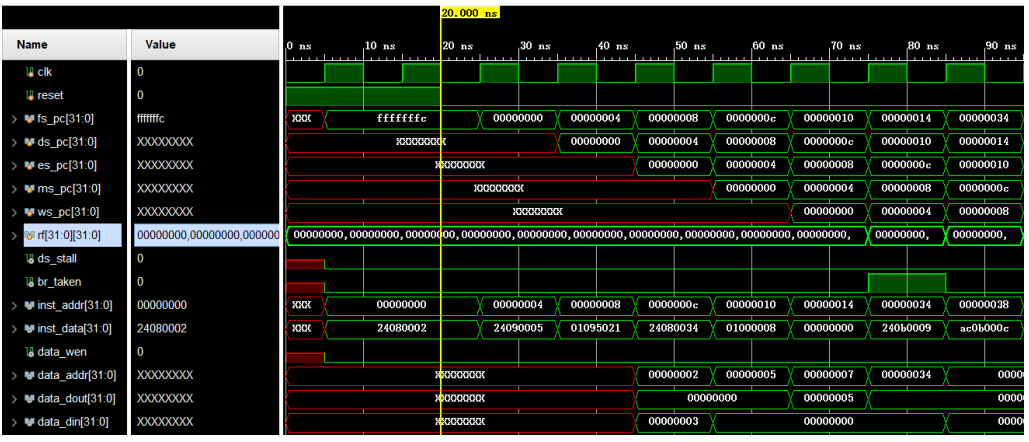 20.000 ns
Name Value
0 ns 10 ns 20 ns 30 ns 40 ns 50 ns 60 ns 70 ns 80 ns 90 ns
clk 0
reset 0
fs_pc[31:0] fffffffc XXX fffffffc 00000000 00000004 00000008 0000000c 00000010 00000014 00000034
ds_pc[31:0] XXXXXXXX XXXXXXXX 00000000 00000004 00000008 0000000c 00000010 00000014
es_pc[31:0] XXXXXXXX XXXXXXXX 00000000 00000004 00000008 0000000c 00000010
ms_pc[31:0] XXXXXXXX XXXXXXXX 00000000 00000004 00000008 0000000c
ws_pc[31:0] XXXXXXXX XXXXXXXX 00000000 00000004 00000008
rf[31:0][31:0] 00000000,00000000,000000 00000000,00000000,00000000,00000000,00000000,00000000,00000000,00000000,00000000,00000000, 00000000, 00000000,
ds_stall 0
br_taken 0
inst_addr[31:0] 00000000 XXX 00000000 00000004 00000008 0000000c 00000010 00000014 00000034 00000038
inst_data[31:0] 24080002 XXX 24080002 24090005 01095021 24080034 01000008 00000000 240b0009 ac0b000c
data_wen 0
data_addr[31:0] XXXXXXXX XXXXXXXX 00000002 00000005 00000007 00000034 0000
data_dout[31:0] XXXXXXXX XXXXXXXX 00000000 00000005 0000
data_din[31:0] XXXXXXXX XXXXXXXX 00000003 00000000 0000